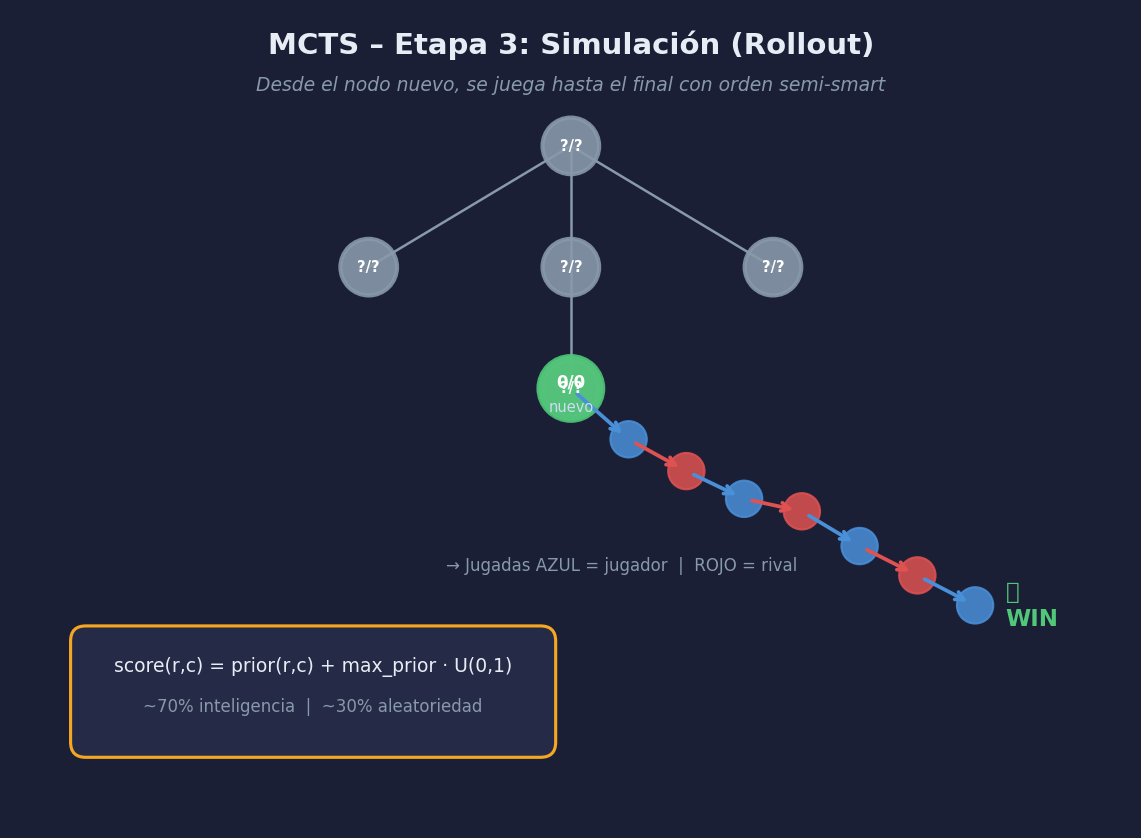 MCTS – Etapa 3: Simulación (Rollout)
Desde el nodo nuevo, se juega hasta el final con orden semi-smart
?/?
?/?
?/?
?/?
0/0
?/?
nuevo
→ Jugadas AZUL = jugador | ROJO = rival
WIN
score(r,c) = prior(r,c) + max_prior · U(0,1)
~70% inteligencia | ~30% aleatoriedad